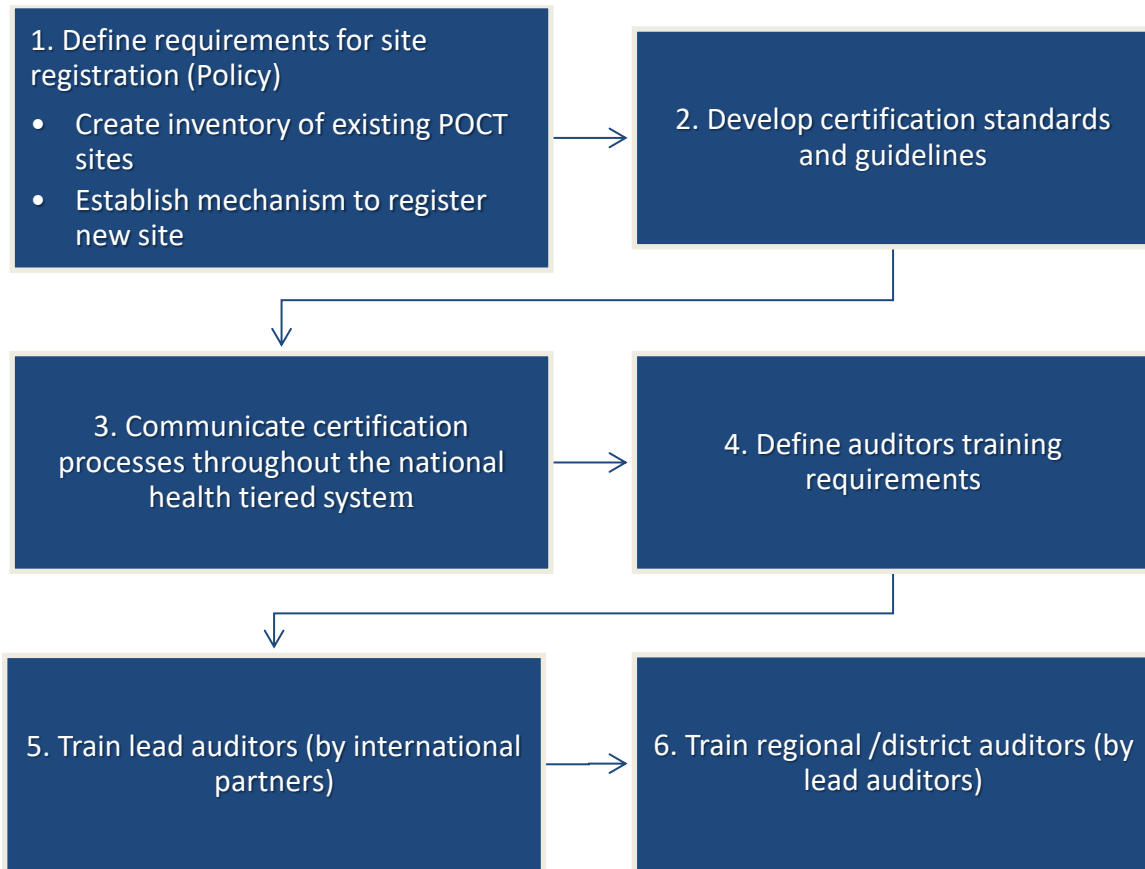 1. Define requirements for site
registration (Policy)
• Create inventory of existing POCT
sites
• Establish mechanism to register
new site
2. Develop certification standards
and guidelines
3. Communicate certification
processes throughout the national
health tiered system
4. Define auditors training
requirements
5. Train lead auditors (by international
partners)
6. Train regional /district auditors (by
lead auditors)